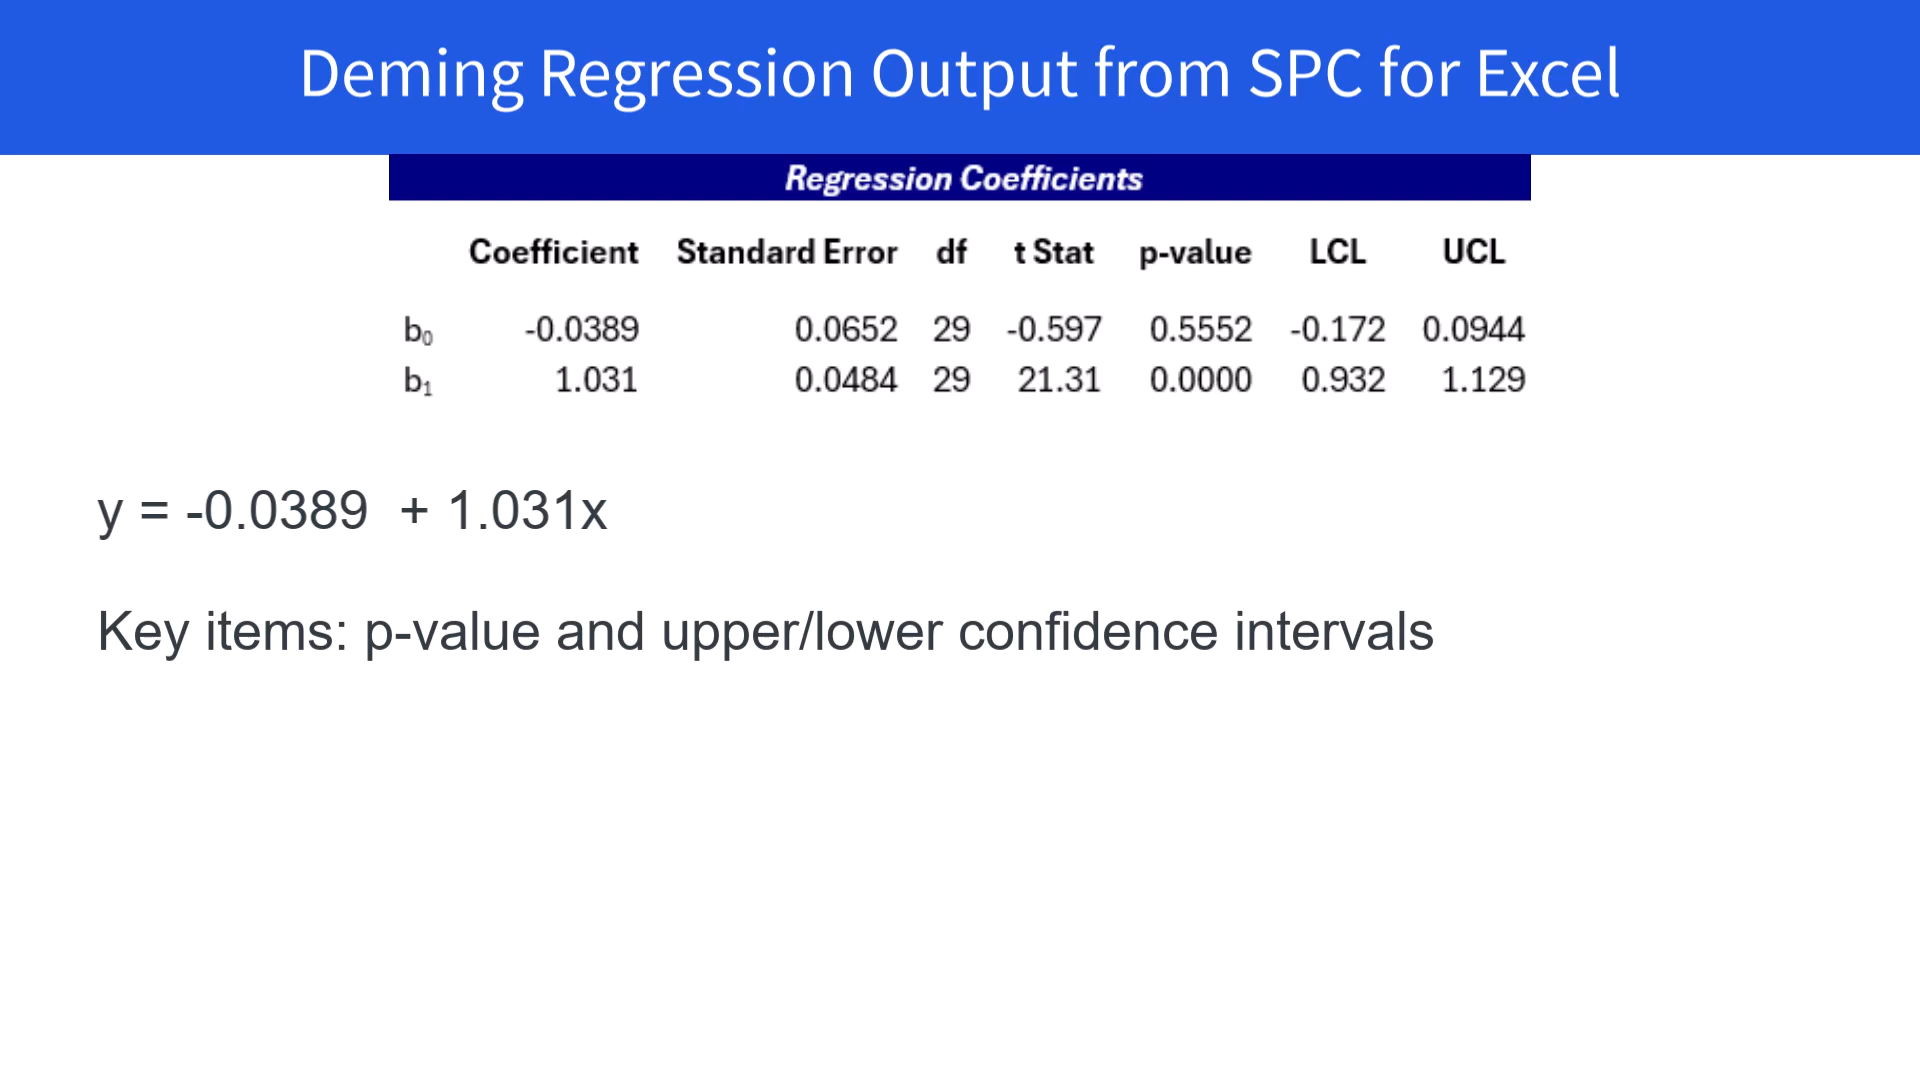 Deming Regression Output from SPC for Excel
Regression Coefficients
Coefficient Standard Error df t Stat p-value LCL UCL
b₀ -0.0389 0.0652 29 -0.597 0.5552 -0.172 0.0944
b₁ 1.031 0.0484 29 21.31 0.0000 0.932 1.129
y = -0.0389 + 1.031x
Key items: p-value and upper/lower confidence intervals